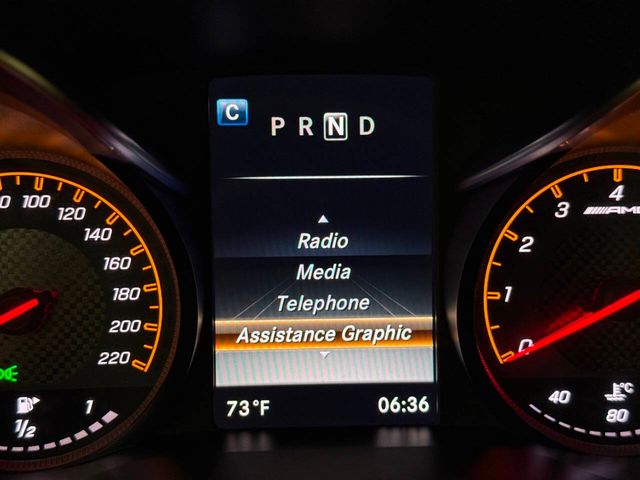 C
P R N D
Radio
Media
Telephone
Assistance Graphic
73°F
06:36
100
120
140
160
180
200
220
1/2
1
0
1
2
3
4
AMG
40
80
°C